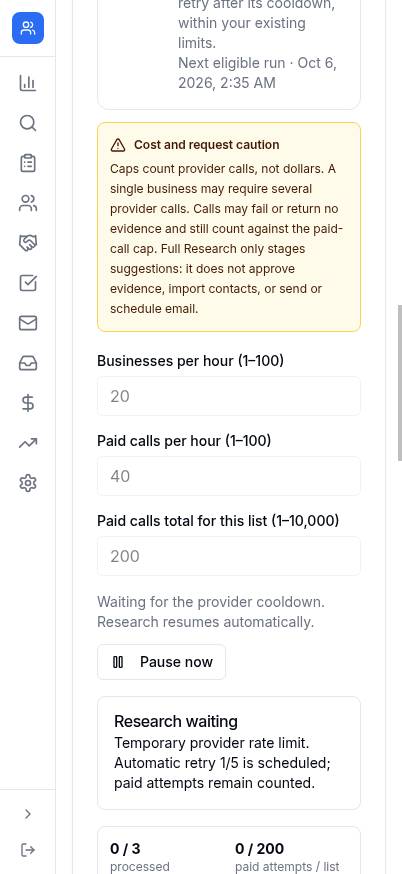 retry after its cooldown,
within your existing
limits.
Next eligible run · Oct 6,
2026, 2:35 AM
Cost and request caution
Caps count provider calls, not dollars. A
single business may require several
provider calls. Calls may fail or return no
evidence and still count against the paid-
call cap. Full Research only stages
suggestions: it does not approve
evidence, import contacts, or send or
schedule email.
Businesses per hour (1–100)
20
Paid calls per hour (1–100)
40
Paid calls total for this list (1–10,000)
200
Waiting for the provider cooldown.
Research resumes automatically.
Pause now
Research waiting
Temporary provider rate limit.
Automatic retry 1/5 is scheduled;
paid attempts remain counted.
0 / 3
processed
0 / 200
paid attempts / list